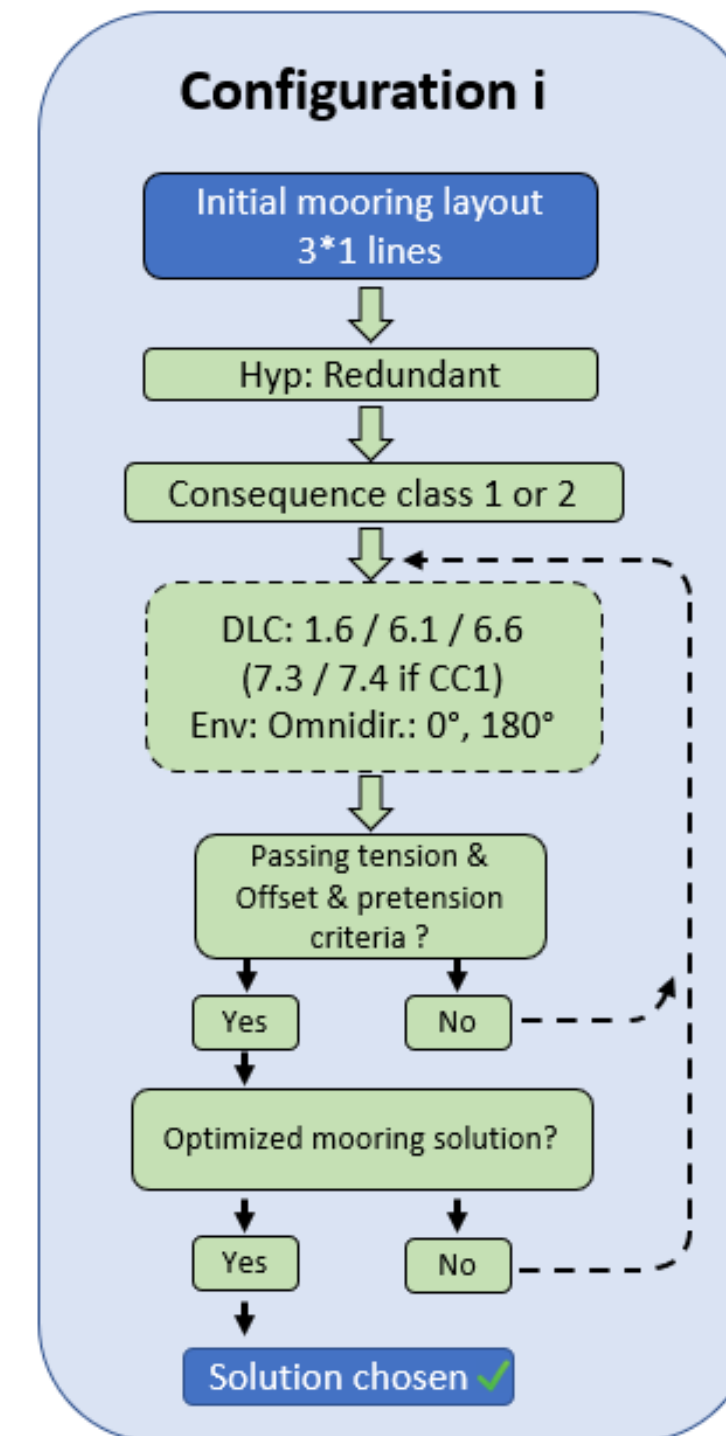 Configuration i
Initial mooring layout
3*1 lines
Hyp: Redundant
Consequence class 1 or 2
DLC: 1.6 / 6.1 / 6.6
(7.3 / 7.4 if CC1)
Env: Omnidir.: 0°, 180°
Passing tension &
Offset & pretension
criteria ?
Yes
No
Optimized mooring solution?
Yes
No
Solution chosen